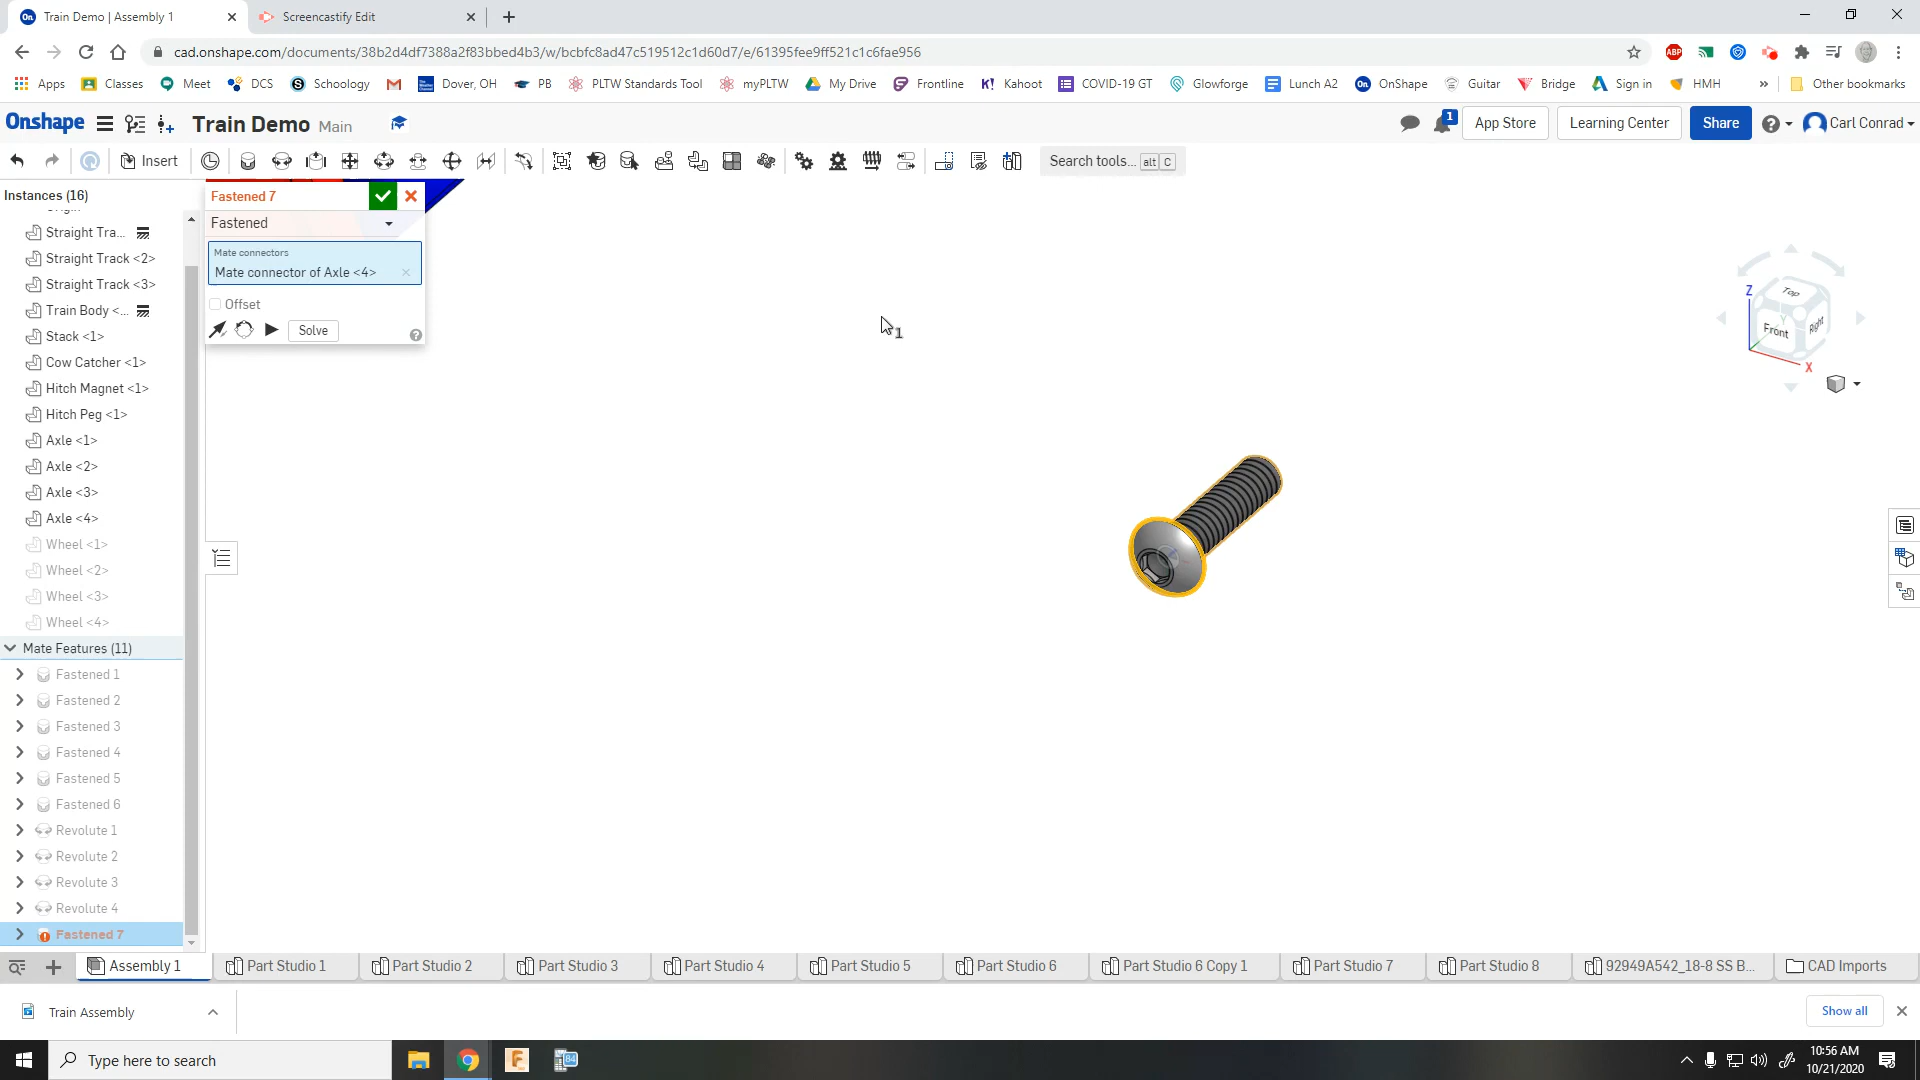 Train Demo | Assembly 1
Screencastify Edit
cad.onshape.com/documents/38b2d4df7388a2f83bbed4b3/w/bcbfc8ad47c519512c1d60d7/e/61395fee9ff521c1c6fae956
ABP
Apps
Classes
Meet
DCS
Schoology
Dover, OH
PB
PLTW Standards Tool
myPLTW
My Drive
Frontline
Kahoot
COVID-19 GT
Glowforge
Lunch A2
OnShape
Guitar
Bridge
Sign in
HMH
»
Other bookmarks
Onshape
Train Demo Main
1
App Store
Learning Center
Share
Carl Conrad
Insert
Search tools... alt C
Instances (16)
Straight Tra...
Straight Track <2>
Straight Track <3>
Train Body <...
Stack <1>
Cow Catcher <1>
Hitch Magnet <1>
Hitch Peg <1>
Axle <1>
Axle <2>
Axle <3>
Axle <4>
Wheel <1>
Wheel <2>
Wheel <3>
Wheel <4>
Mate Features (11)
Fastened 1
Fastened 2
Fastened 3
Fastened 4
Fastened 5
Fastened 6
Revolute 1
Revolute 2
Revolute 3
Revolute 4
Fastened 7
Fastened 7
Fastened
Mate connectors
Mate connector of Axle <4>
Offset
Solve
1
Z
Top
Y
Front
Right
X
Assembly 1
Part Studio 1
Part Studio 2
Part Studio 3
Part Studio 4
Part Studio 5
Part Studio 6
Part Studio 6 Copy 1
Part Studio 7
Part Studio 8
92949A542_18-8 SS B...
CAD Imports
Train Assembly
Show all
Type here to search
84
10:56 AM
10/21/2020